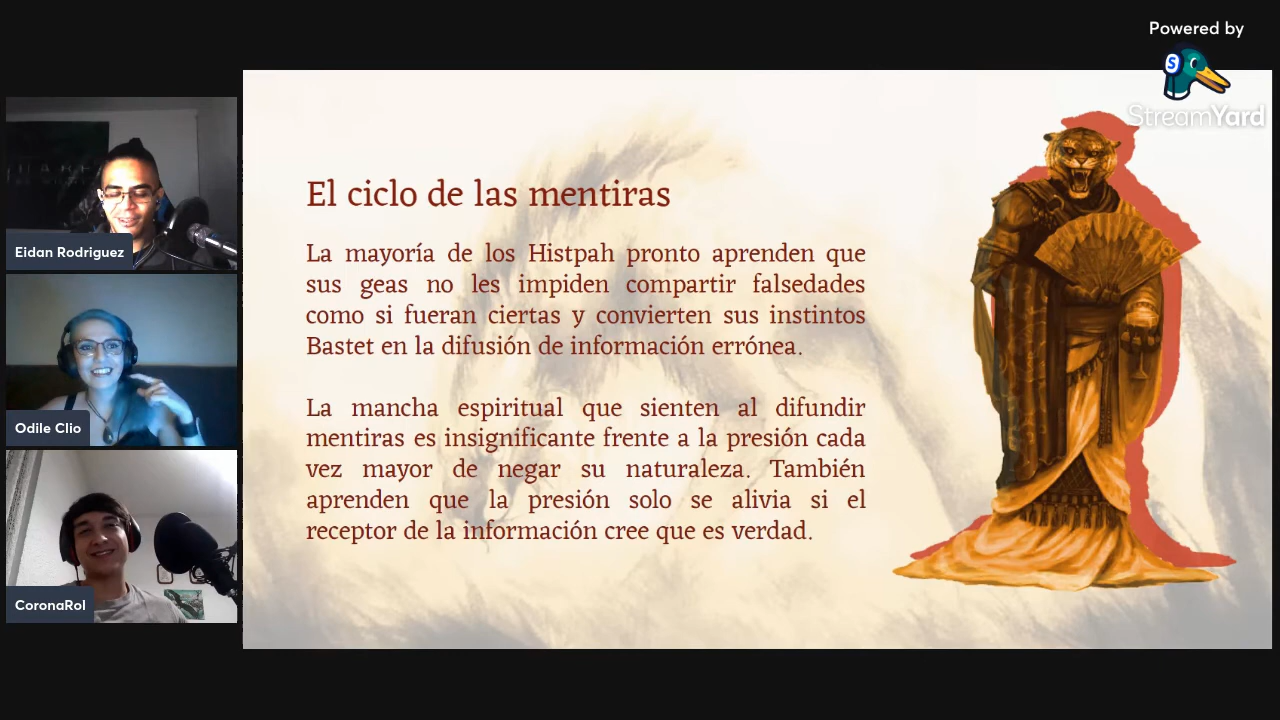 Powered by
StreamYard
El ciclo de las mentiras
La mayoría de los Histpah pronto aprenden que
sus geas no les impiden compartir falsedades
como si fueran ciertas y convierten sus instintos
Bastet en la difusión de información errónea.
La mancha espiritual que sienten al difundir
mentiras es insignificante frente a la presión cada
vez mayor de negar su naturaleza. También
aprenden que la presión solo se alivia si el
receptor de la información cree que es verdad.
Eidan Rodriguez
Odile Clio
CoronaRol